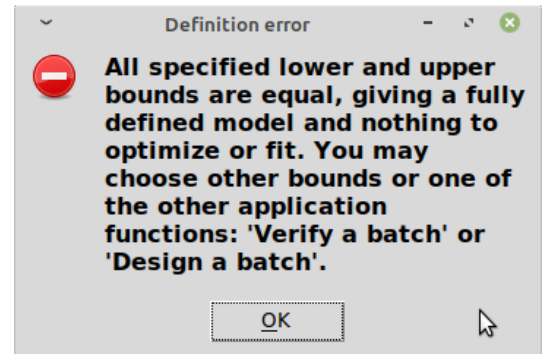 Definition error
All specified lower and upper
bounds are equal, giving a fully
defined model and nothing to
optimize or fit. You may
choose other bounds or one of
the other application
functions: 'Verify a batch' or
'Design a batch'.
OK